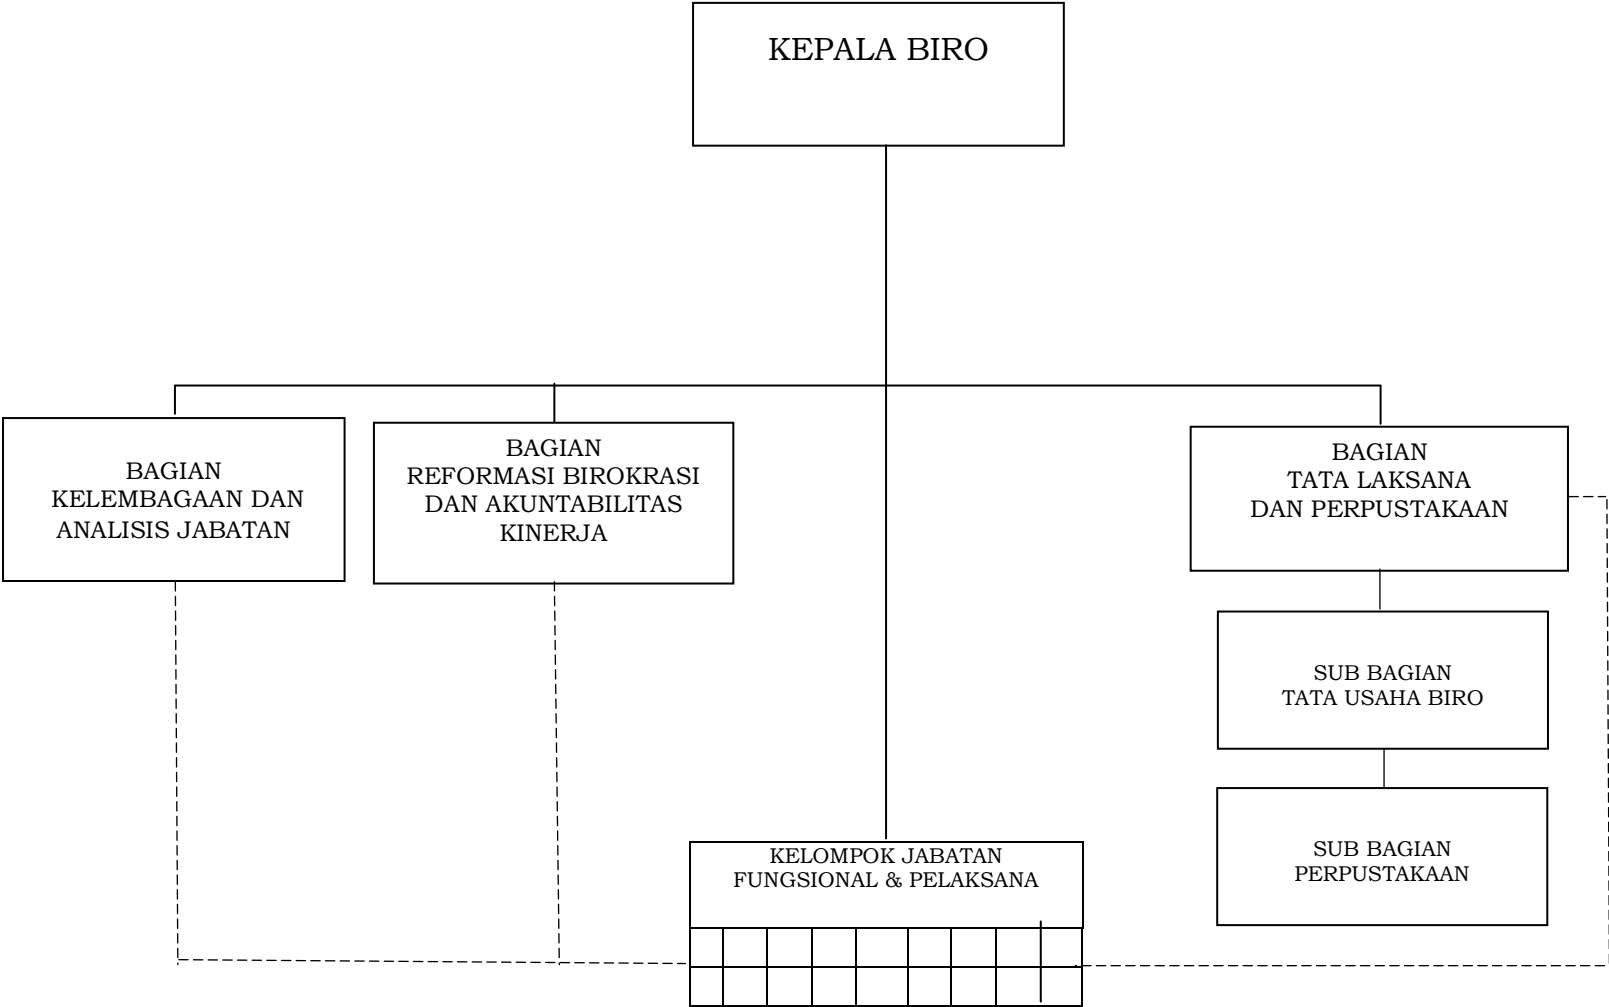 KEPALA BIRO
BAGIAN
KELEMBAGAAN DAN
ANALISIS JABATAN
BAGIAN
REFORMASI BIROKRASI
DAN AKUNTABILITAS
KINERJA
BAGIAN
TATA LAKSANA
DAN PERPUSTAKAAN
SUB BAGIAN
TATA USAHA BIRO
SUB BAGIAN
PERPUSTAKAAN
KELOMPOK JABATAN
FUNGSIONAL & PELAKSANA